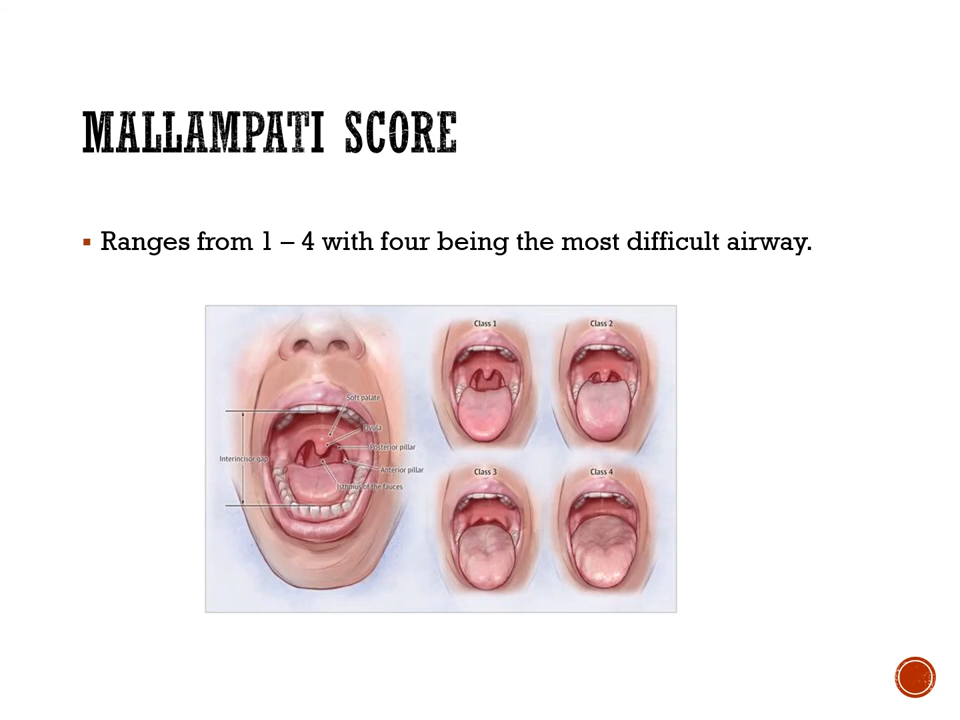 MALLAMPATI SCORE
▪ Ranges from 1 – 4 with four being the most difficult airway.
Class 1
Class 2
Soft palate
Uvula
Posterior pillar
Interincisor gap
Anterior pillar
Isthmus of the fauces
Class 3
Class 4